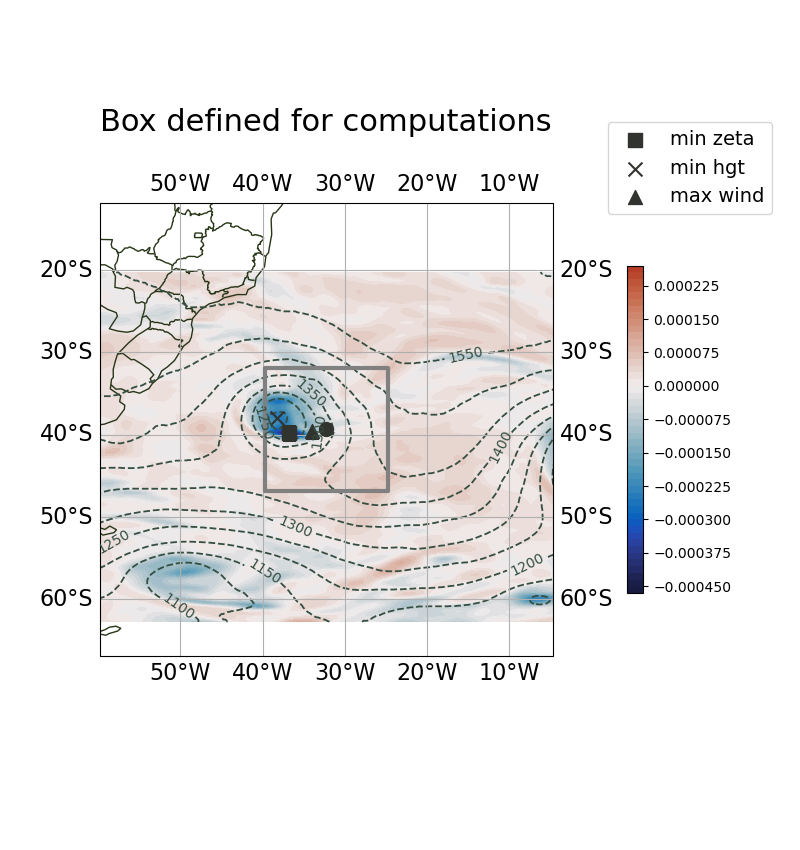 Box defined for computations
min zeta
min hgt
max wind
50°W 40°W 30°W 20°W 10°W
20°S 20°S
30°S 30°S
40°S 40°S
50°S 50°S
60°S 60°S
50°W 40°W 30°W 20°W 10°W
1550
1350
1400
1300
1250
1200
1150
1100
0.000225
0.000150
0.000075
0.000000
−0.000075
−0.000150
−0.000225
−0.000300
−0.000375
−0.000450